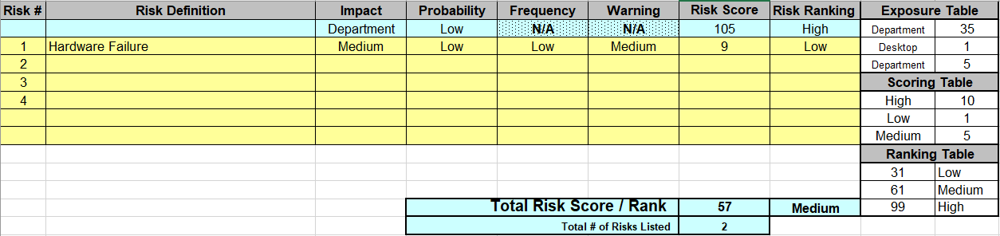 Risk # Risk Definition Impact Probability Frequency Warning Risk Score Risk Ranking Exposure Table
Department Low N/A N/A 105 High Department 35
1 Hardware Failure Medium Low Low Medium 9 Low Desktop 1
2 Department 5
3 Scoring Table
4 High 10
Low 1
Medium 5
Ranking Table
31 Low
61 Medium
Total Risk Score / Rank 57 Medium 99 High
Total # of Risks Listed 2